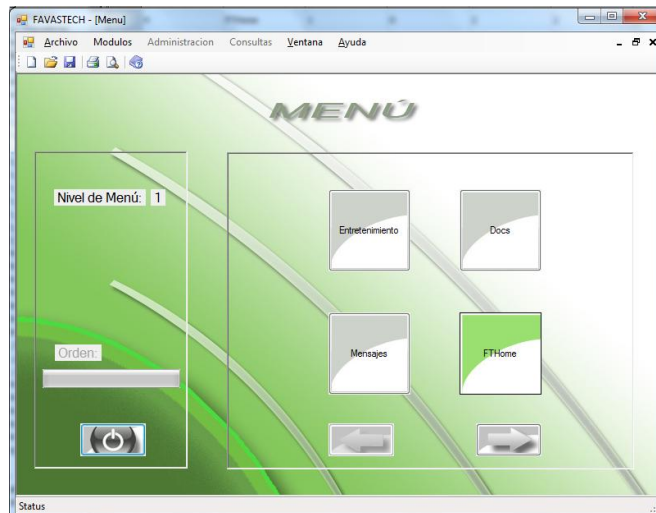 FAVASTECH - [Menu]
Archivo Modulos Administracion Consultas Ventana Ayuda
MENÚ
Nivel de Menú: 1
Entretenimiento Docs
Orden:
Mensajes FTHome
Status